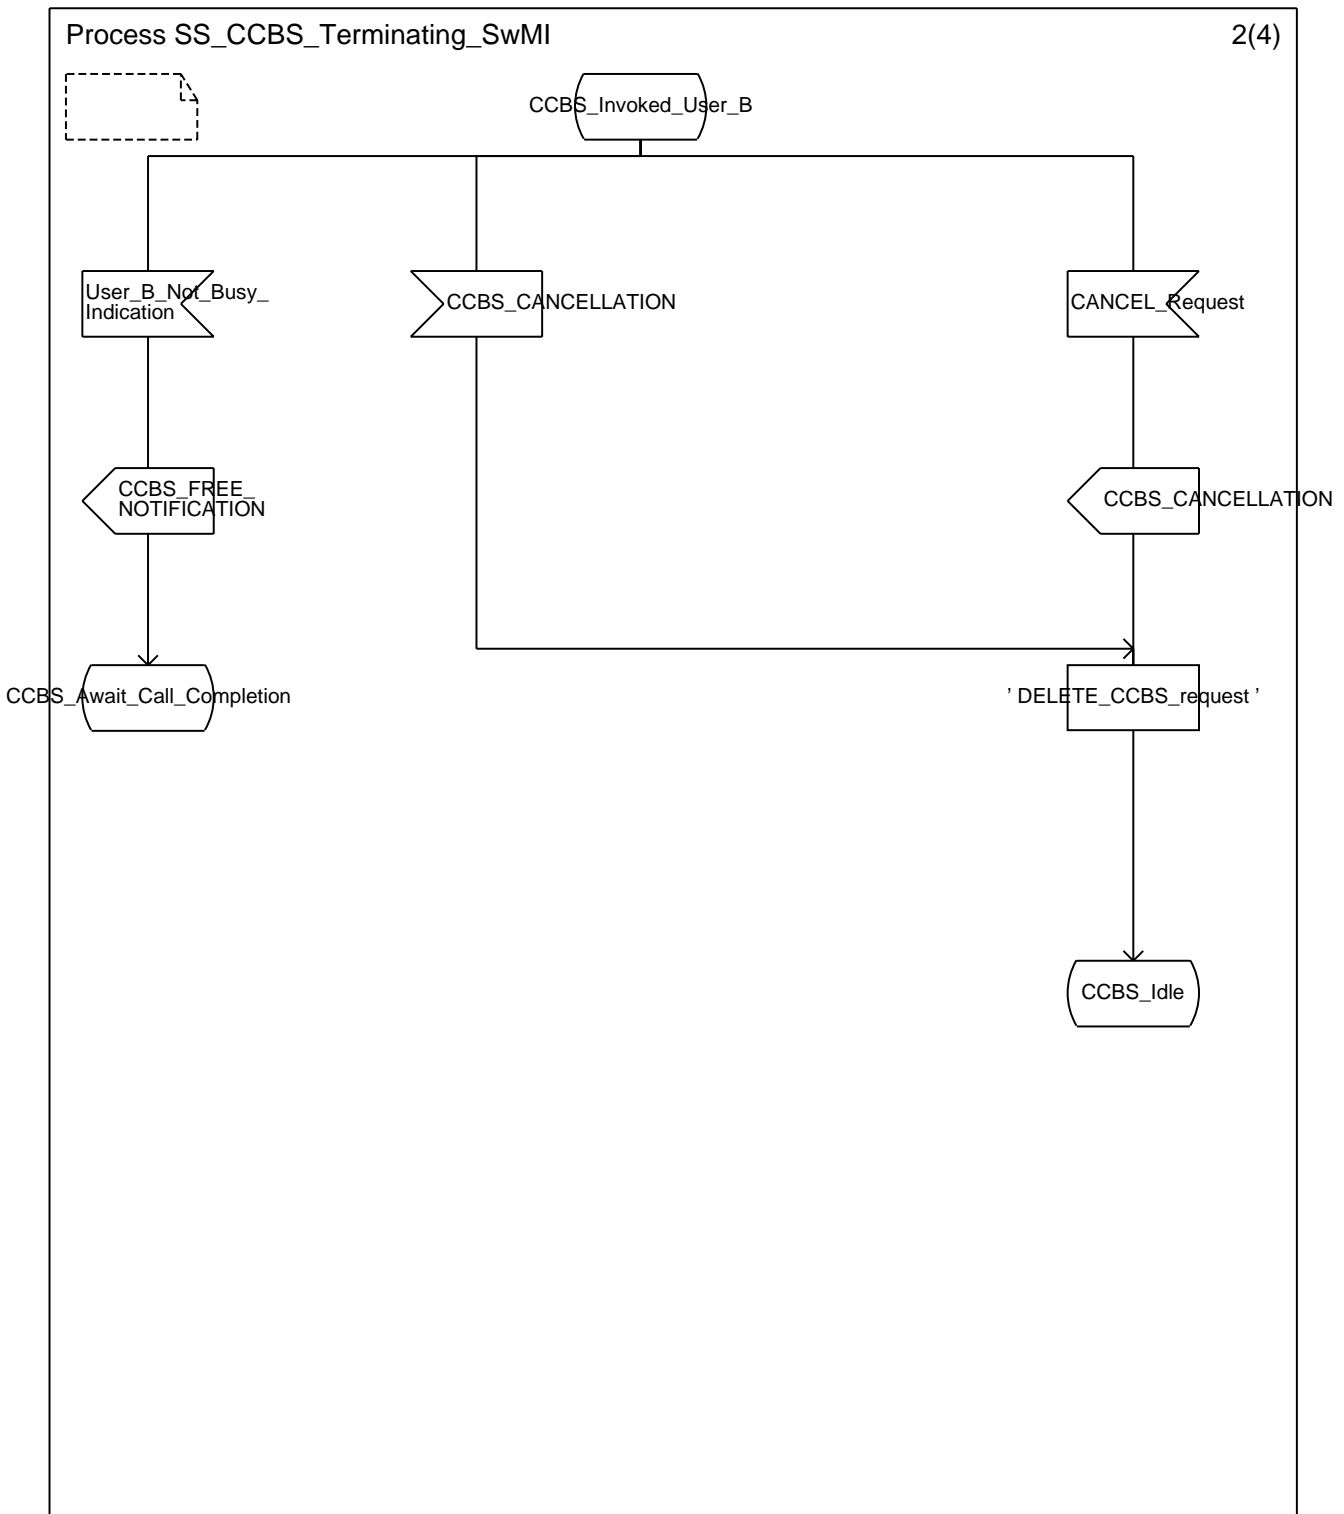 Process SS_CCBS_Terminating_SwMI
2(4)
CCBS_Invoked_User_B
User_B_Not_Busy_
Indication
CCBS_CANCELLATION
CANCEL_Request
CCBS_FREE_
NOTIFICATION
CCBS_CANCELLATION
CCBS_Await_Call_Completion
' DELETE_CCBS_request '
CCBS_Idle